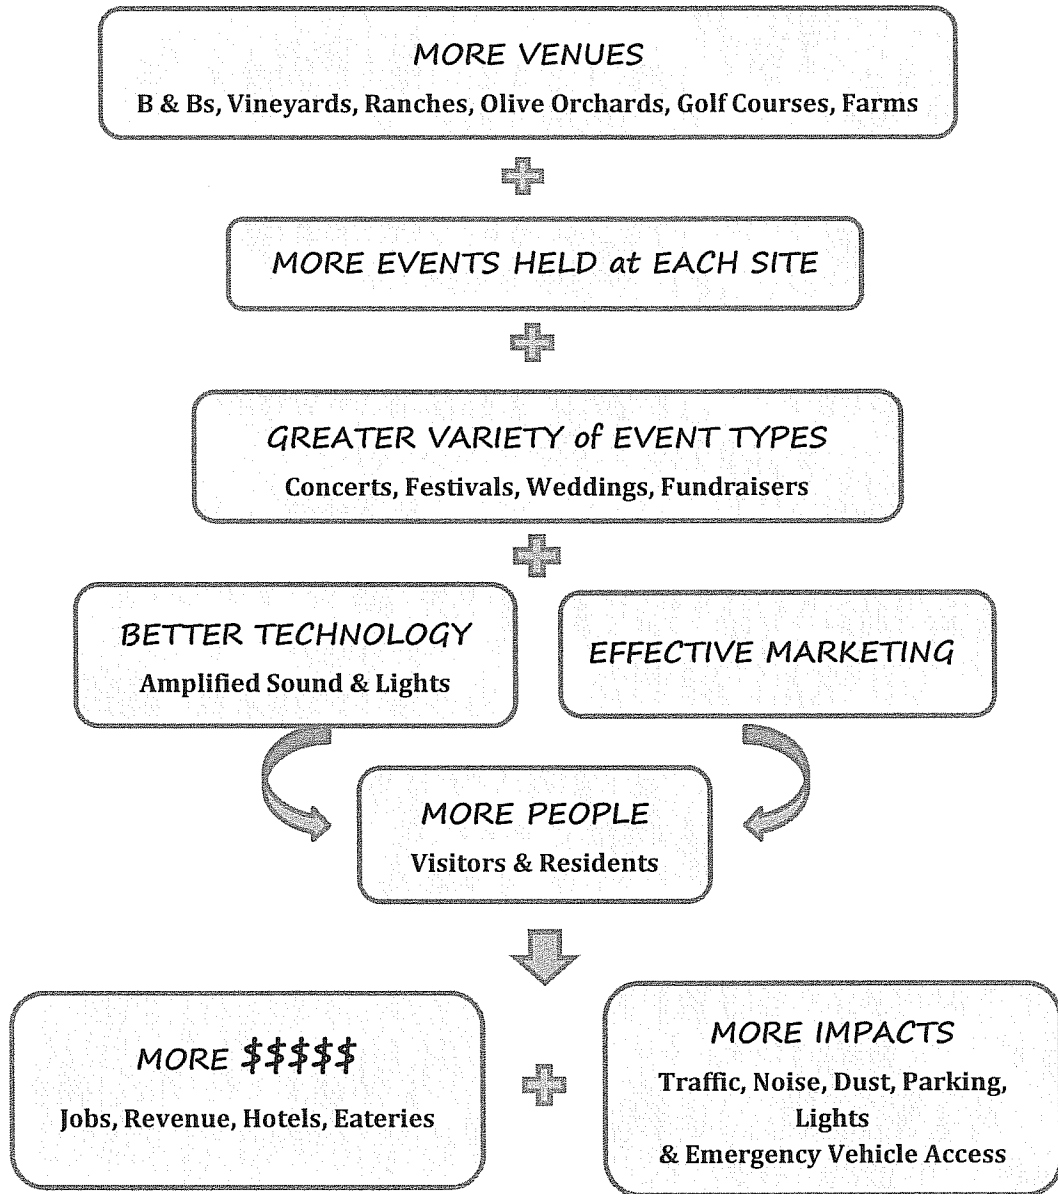 MORE VENUES
B & Bs, Vineyards, Ranches, Olive Orchards, Golf Courses, Farms
MORE EVENTS HELD at EACH SITE
GREATER VARIETY of EVENT TYPES
Concerts, Festivals, Weddings, Fundraisers
BETTER TECHNOLOGY
Amplified Sound & Lights
EFFECTIVE MARKETING
MORE PEOPLE
Visitors & Residents
MORE $$$$$
Jobs, Revenue, Hotels, Eateries
MORE IMPACTS
Traffic, Noise, Dust, Parking,
Lights
& Emergency Vehicle Access